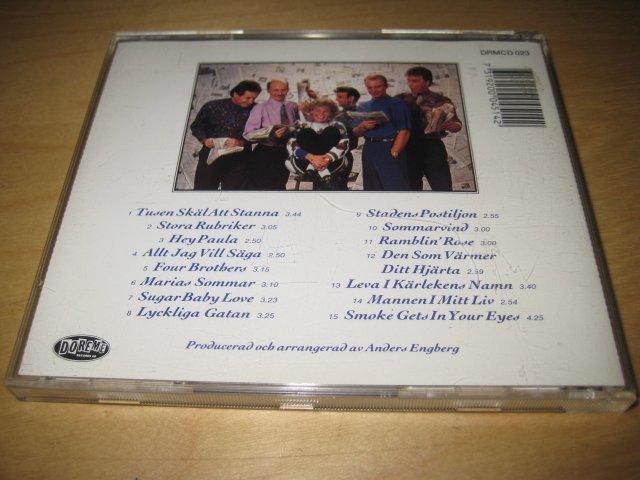 DRMCD 023
1 Tusen Skäl Att Stanna 3.44
2 Stora Rubriker 3.05
3 Hey Paula 2.50
4 Allt Jag Vill Säga 2.50
5 Four Brothers 3.15
6 Marias Sommar 3.10
7 Sugar Baby Love 3.23
8 Lyckliga Gatan 3.25
9 Stadens Postiljon 2.55
10 Sommarvind 3.00
11 Ramblin' Rose 3.00
12 Den Som Värmer
Ditt Hjärta 2.59
13 Leva I Kärlekens Namn 3.40
14 Mannen I Mitt Liv 2.54
15 Smoke Gets In Your Eyes 4.25
DOREME
RECORDS AB
Producerad och arrangerad av Anders Engberg